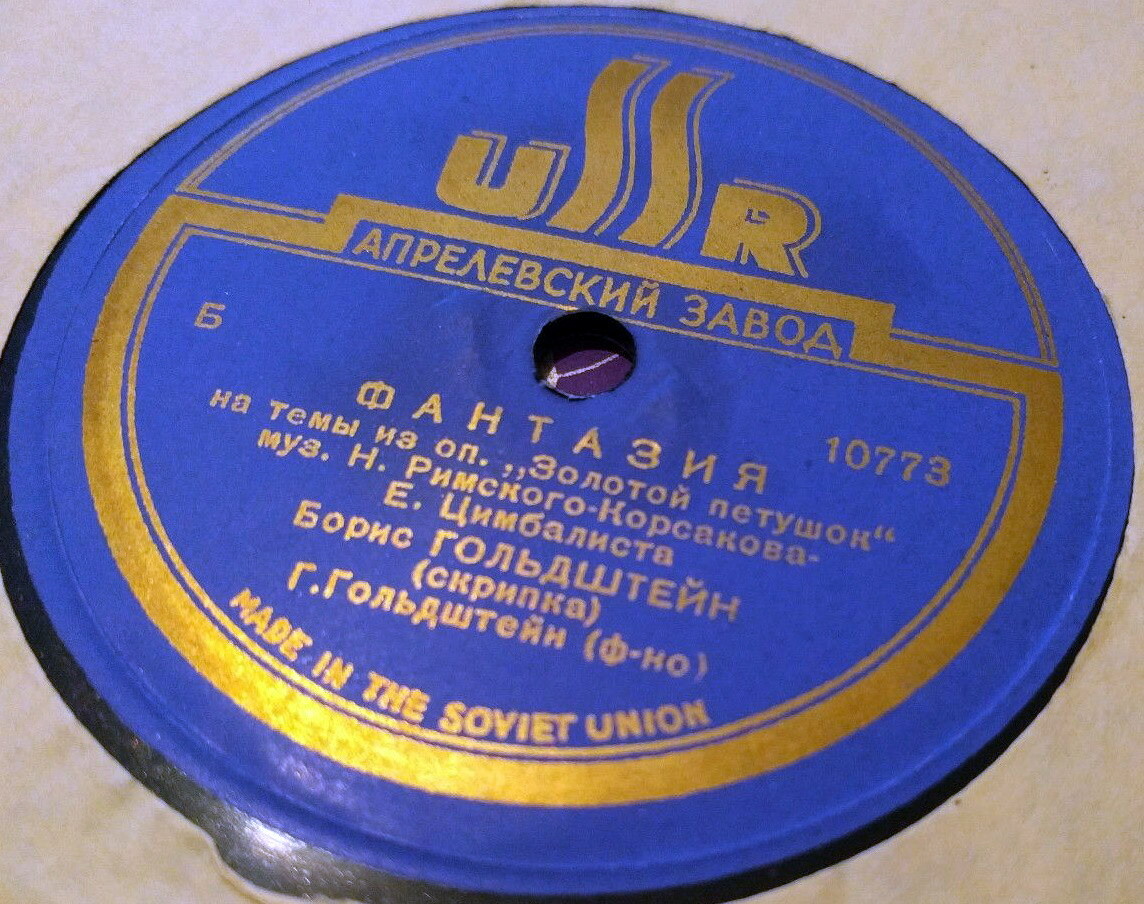 USSR
АПРЕЛЕВСКИЙ ЗАВОД
Б
ФАНТАЗИЯ 10773
на темы из оп. „Золотой петушок“
муз. Н. Римского-Корсакова-
Е. Цимбалиста
Борис ГОЛЬДШТЕЙН
(скрипка)
Г.Гольдштейн (ф-но)
MADE IN THE SOVIET UNION